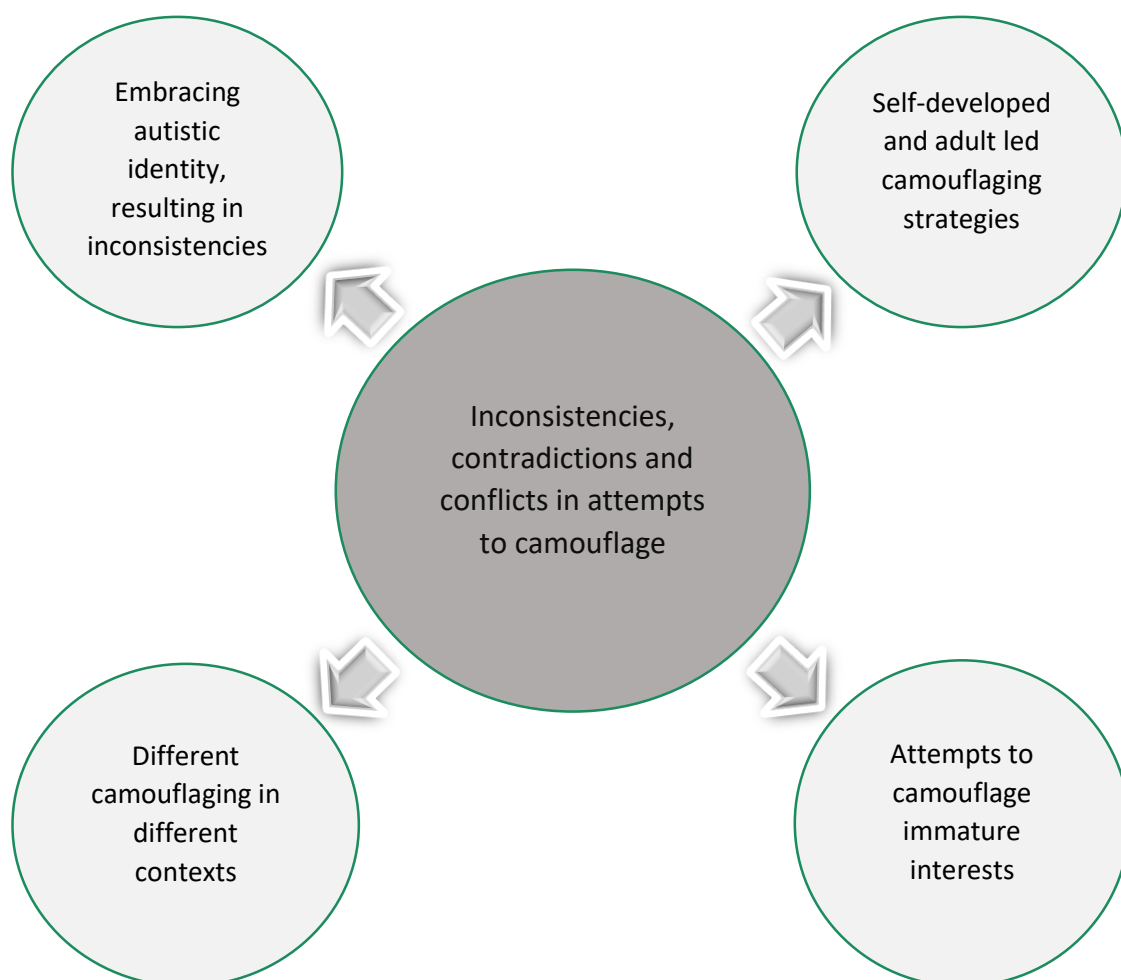 Embracing
autistic
identity,
resulting in
inconsistencies
Self-developed
and adult led
camouflaging
strategies
Inconsistencies,
contradictions and
conflicts in attempts
to camouflage
Different
camouflaging in
different
contexts
Attempts to
camouflage
immature
interests